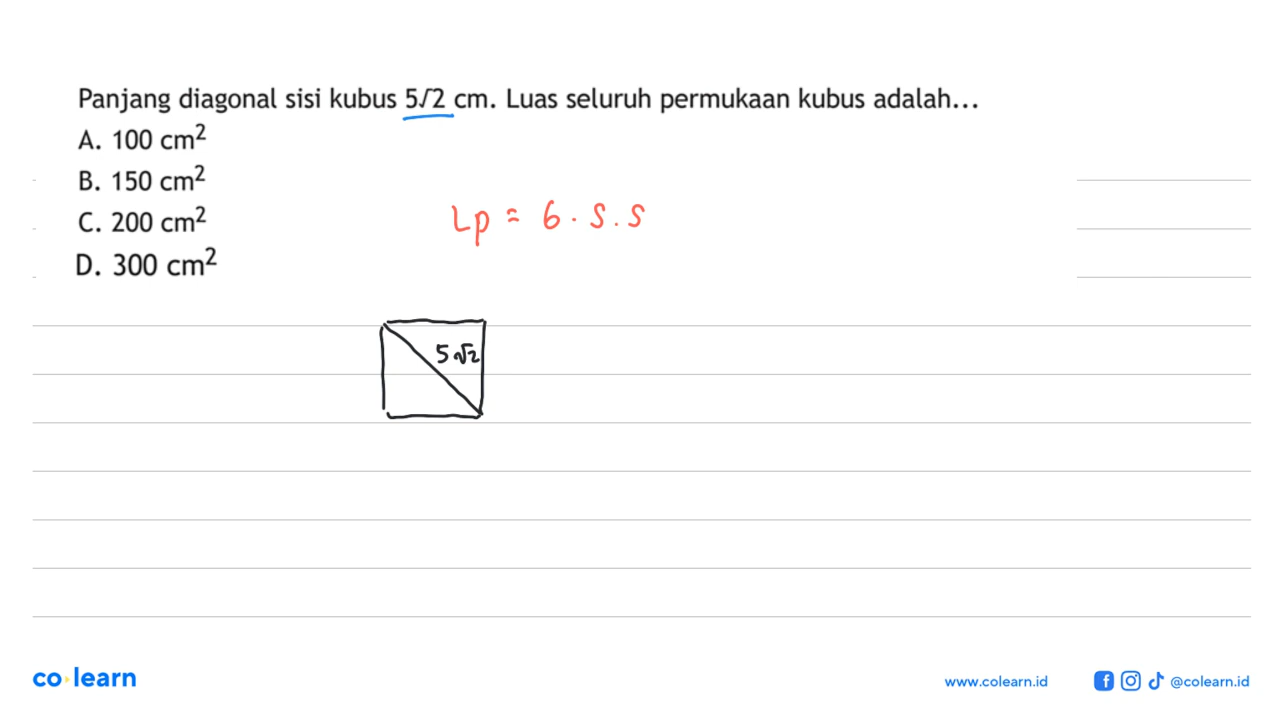 Panjang diagonal sisi kubus 5√2 cm. Luas seluruh permukaan kubus adalah...
A. 100 cm²
B. 150 cm²
C. 200 cm²
D. 300 cm²
Lp = 6 . S . S
5√2
co learn
www.colearn.id
@colearn.id